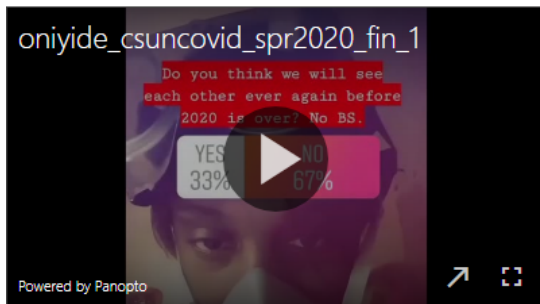 oniyide_csuncovid_spr2020_fin_1
Do you think we will see
each other ever again before
2020 is over? No BS.
YES NO
33% 67%
Powered by Panopto